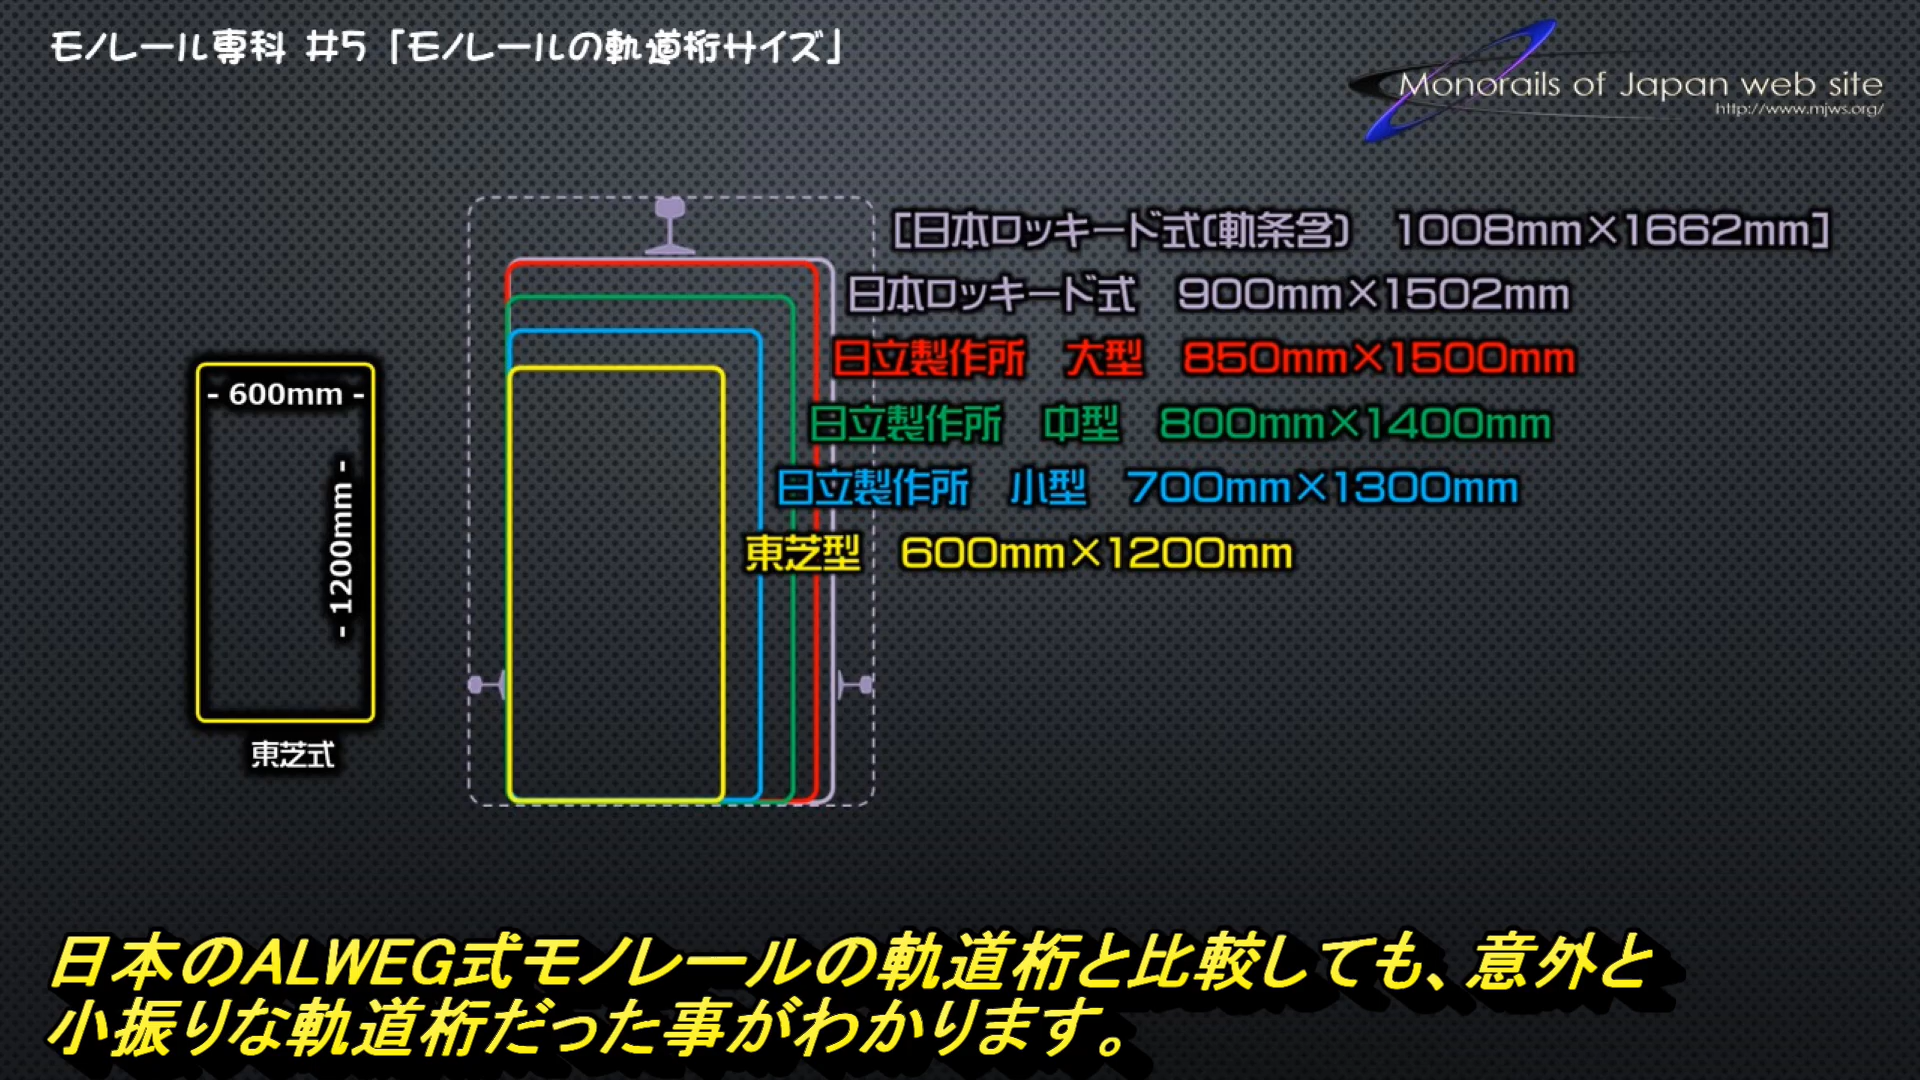 モノレール専科 #5「モノレールの軌道桁サイズ」
Monorails of Japan web site
http://www.mjws.org/
[日本ロッキード式(軌条含) 1008mm×1662mm]
日本ロッキード式 900mm×1502mm
日立製作所 大型 850mm×1500mm
日立製作所 中型 800mm×1400mm
日立製作所 小型 700mm×1300mm
東芝型 600mm×1200mm
- 600mm -
- 1200mm -
東芝式
日本のALWEG式モノレールの軌道桁と比較しても、意外と
小振りな軌道桁だった事がわかります。